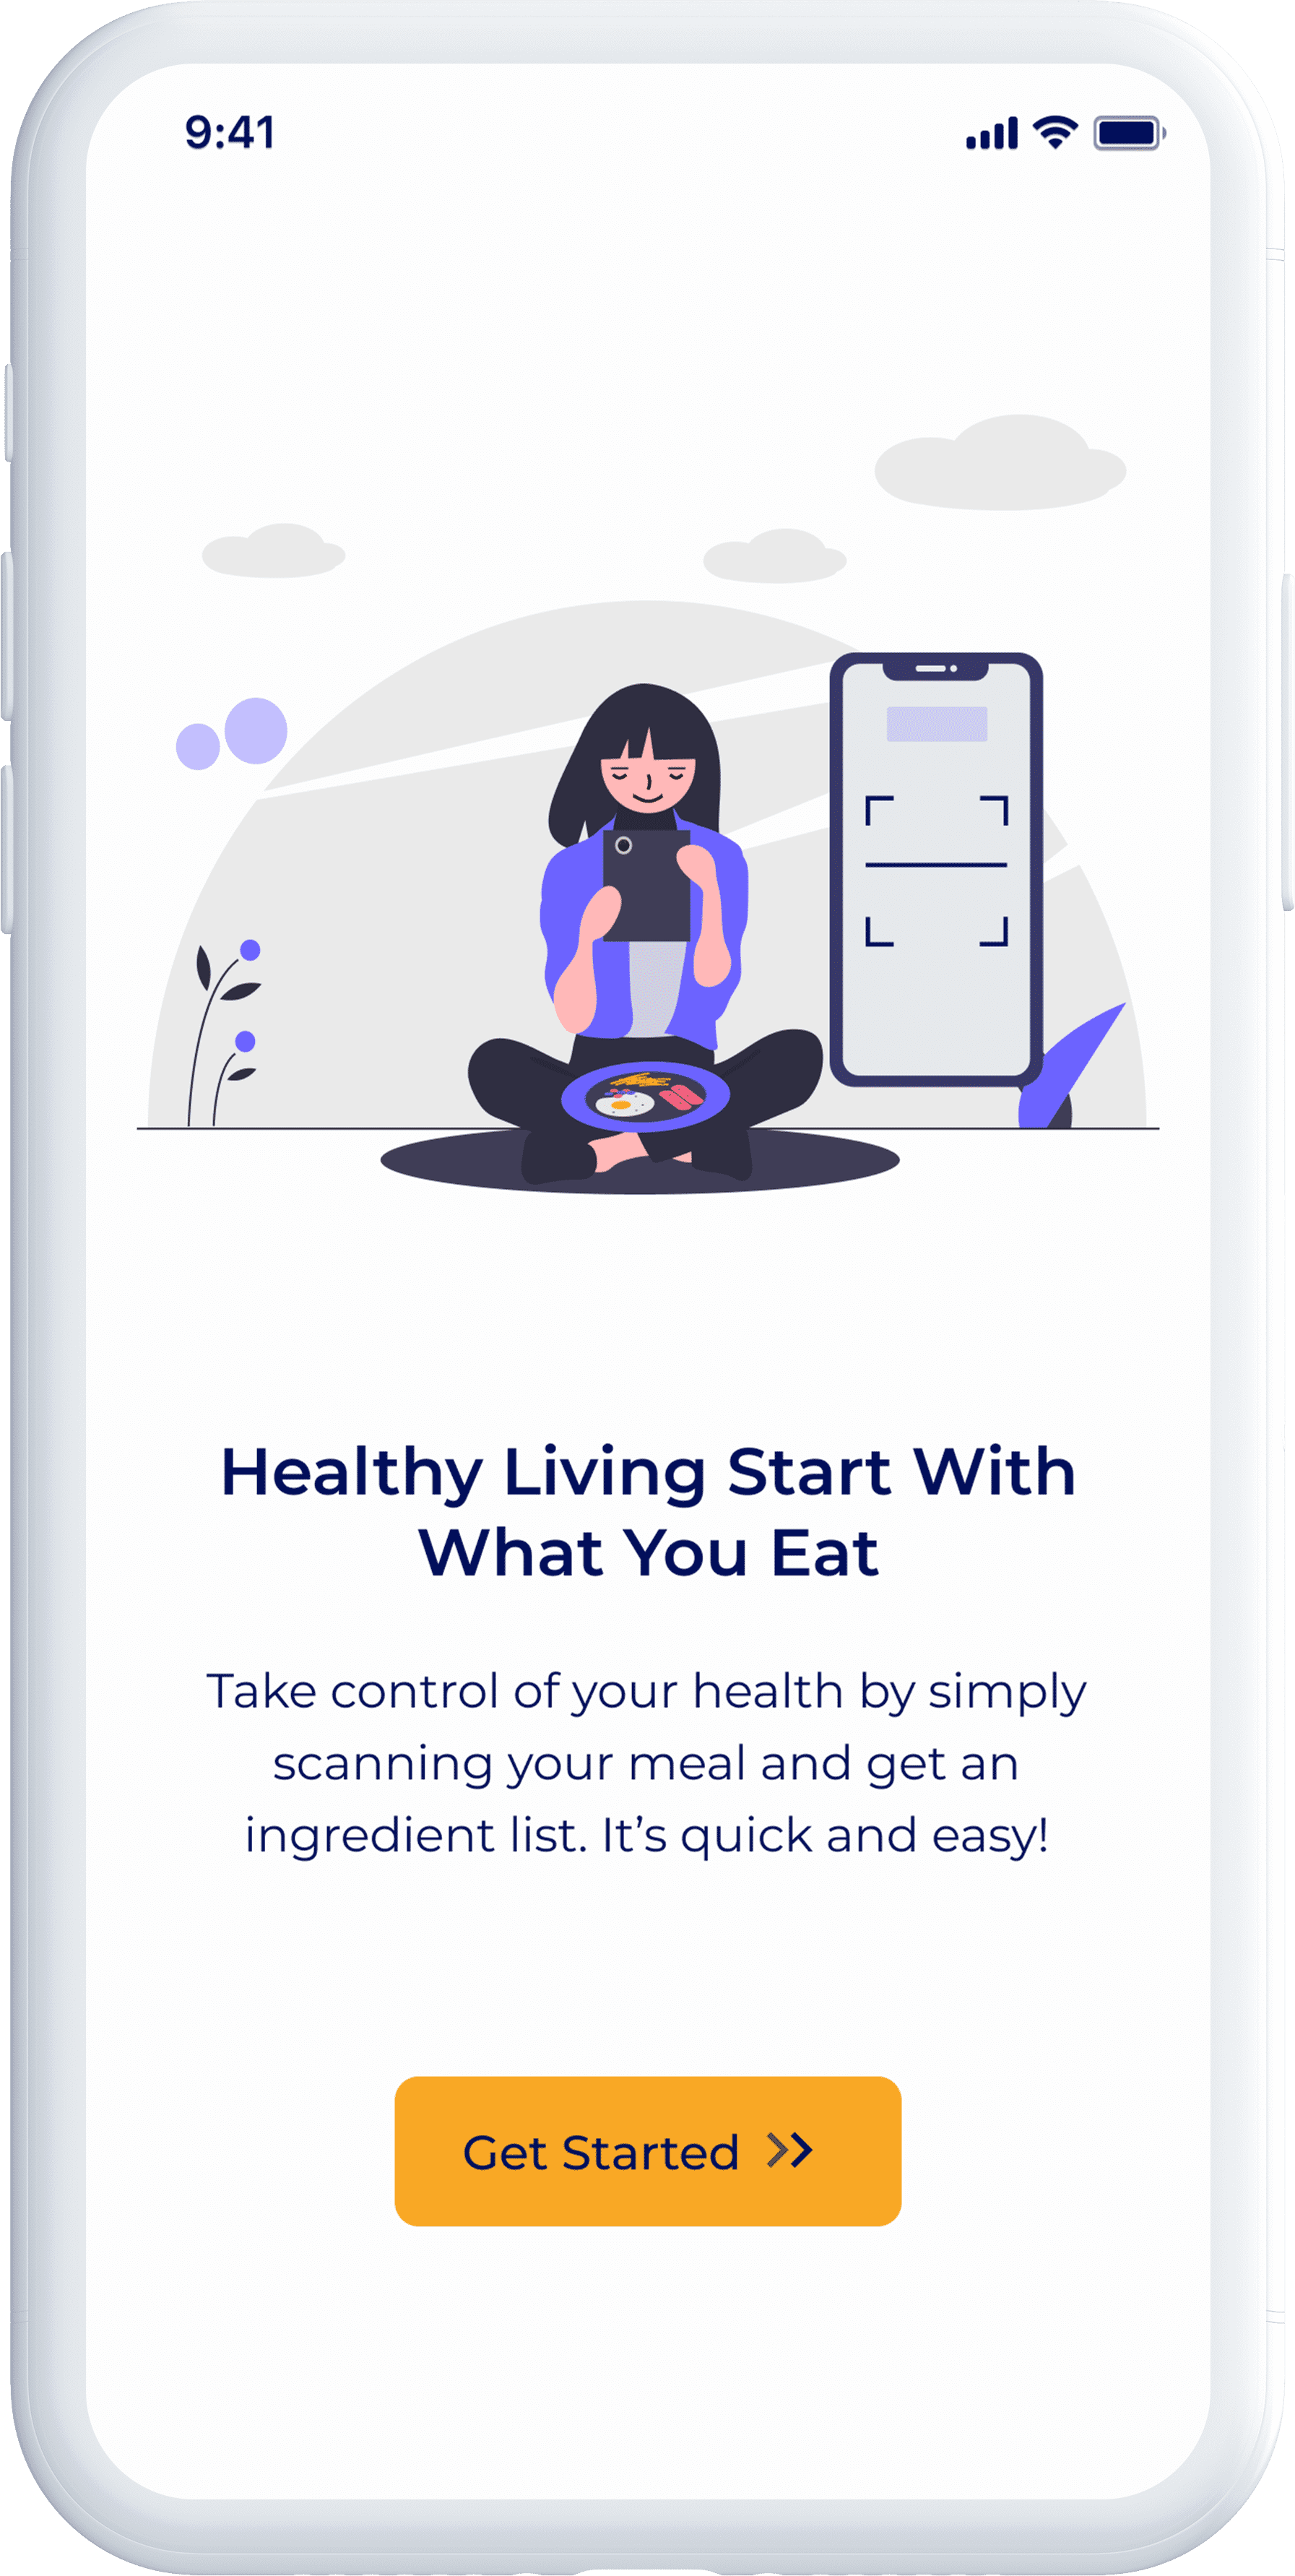 9:41
Healthy Living Start With
What You Eat
Take control of your health by simply
scanning your meal and get an
ingredient list. It’s quick and easy!
Get Started